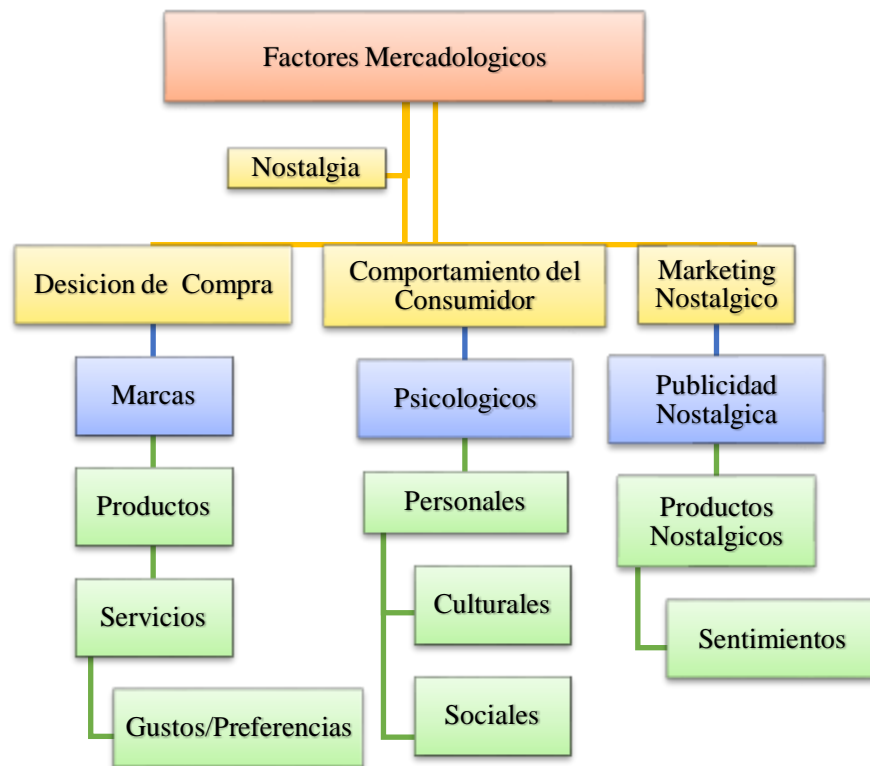 Factores Mercadologicos
Nostalgia
Desicion de Compra
Comportamiento del
Consumidor
Marketing
Nostalgico
Marcas
Psicologicos
Publicidad
Nostalgica
Productos
Personales
Productos
Nostalgicos
Servicios
Culturales
Sentimientos
Gustos/Preferencias
Sociales